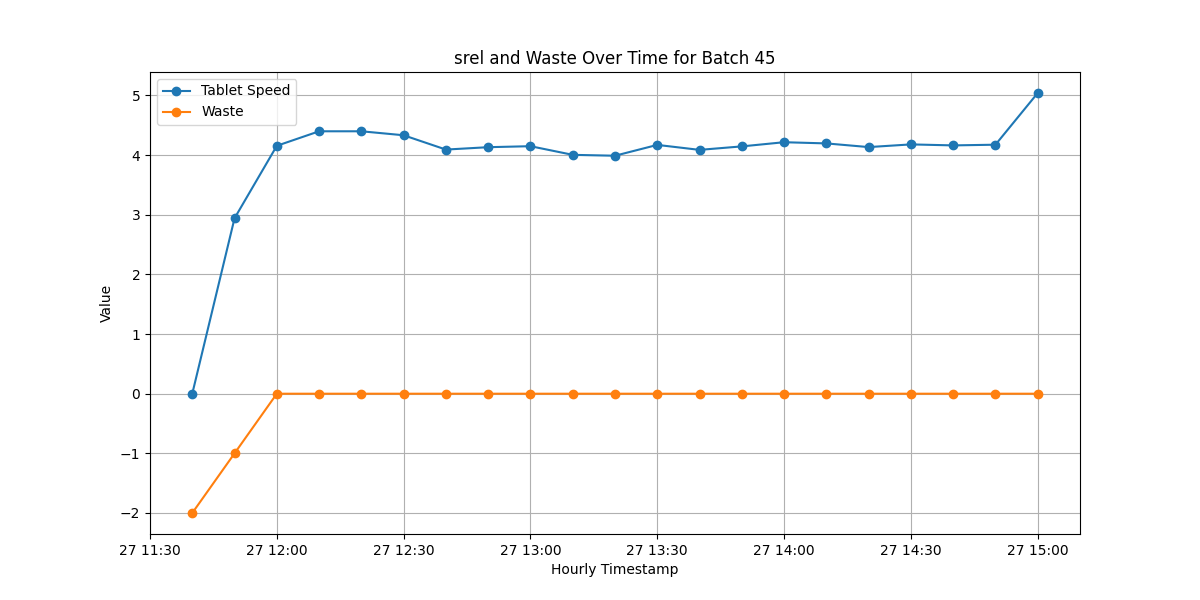 srel and Waste Over Time for Batch 45
Tablet Speed
Waste
Value
5
4
3
2
1
0
−1
−2
27 11:30 27 12:00 27 12:30 27 13:00 27 13:30 27 14:00 27 14:30 27 15:00
Hourly Timestamp